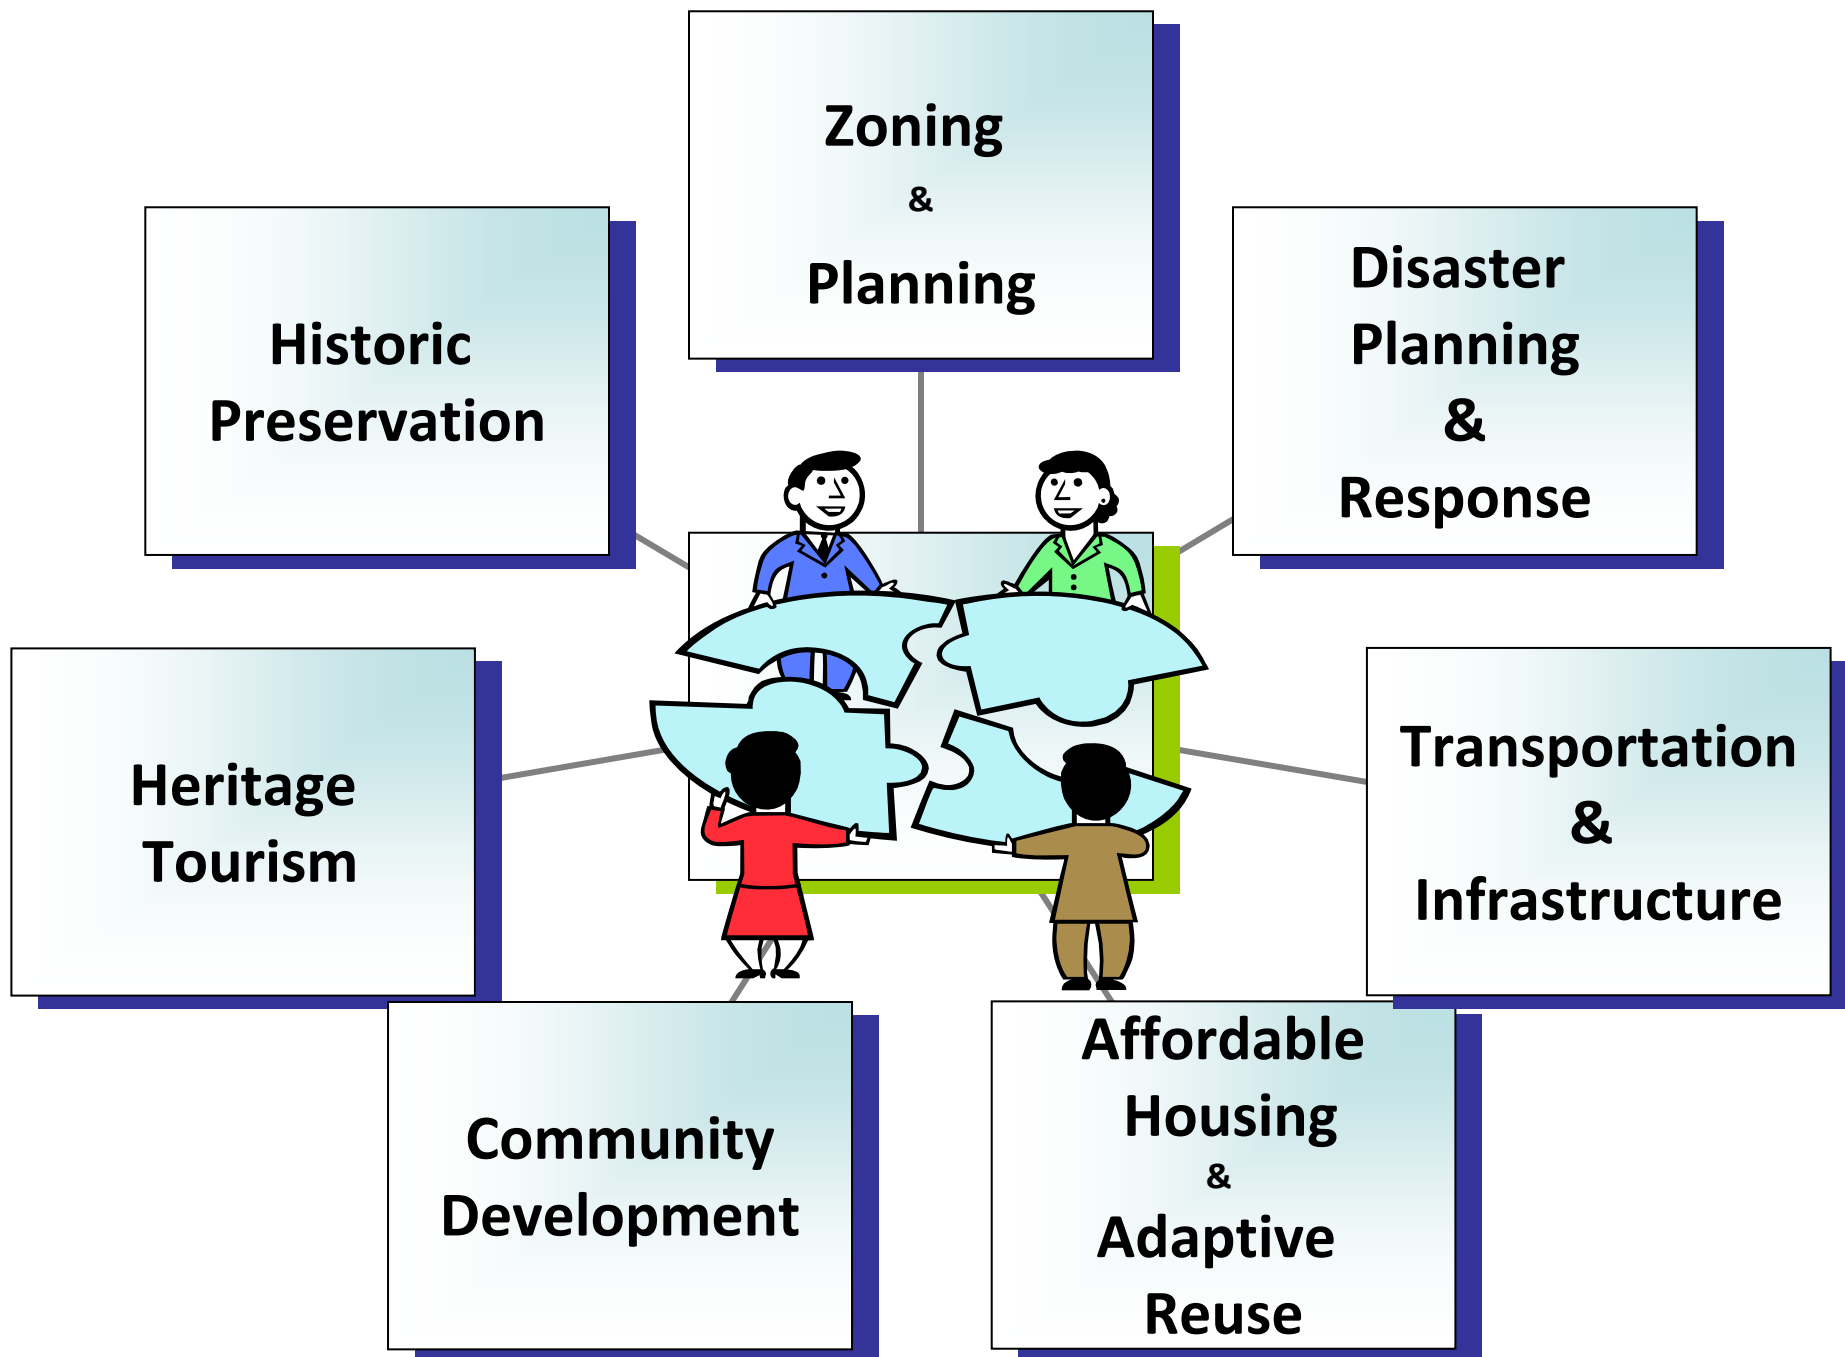 Zoning
&
Planning
Historic
Preservation
Disaster
Planning
&
Response
Heritage
Tourism
Transportation
&
Infrastructure
Community
Development
Affordable
Housing
&
Adaptive
Reuse